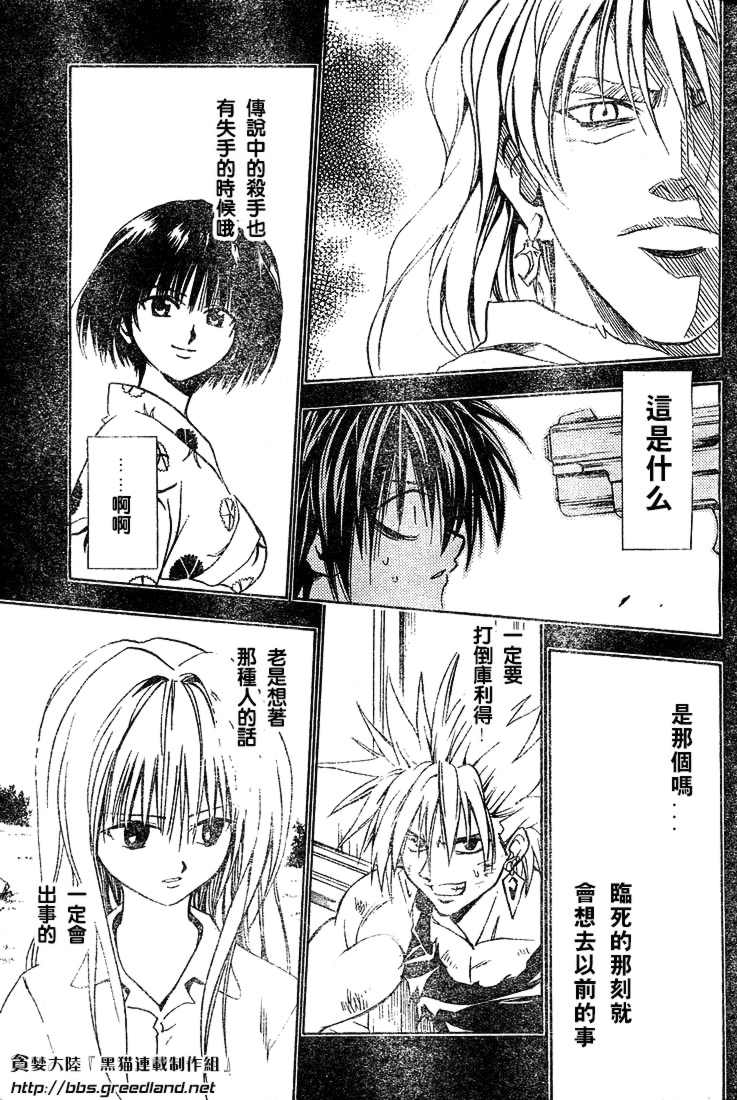 這是什么
傳說中的殺手也
有失手的時候哦
……
啊啊
是那個嗎...
臨死的那刻就
會想去以前的事
一定要
打倒庫利得!
老是想著
那種人的話
一定會
出事的
貪婪大陸『黑猫連載制作組』
http://bbs.greedland.net